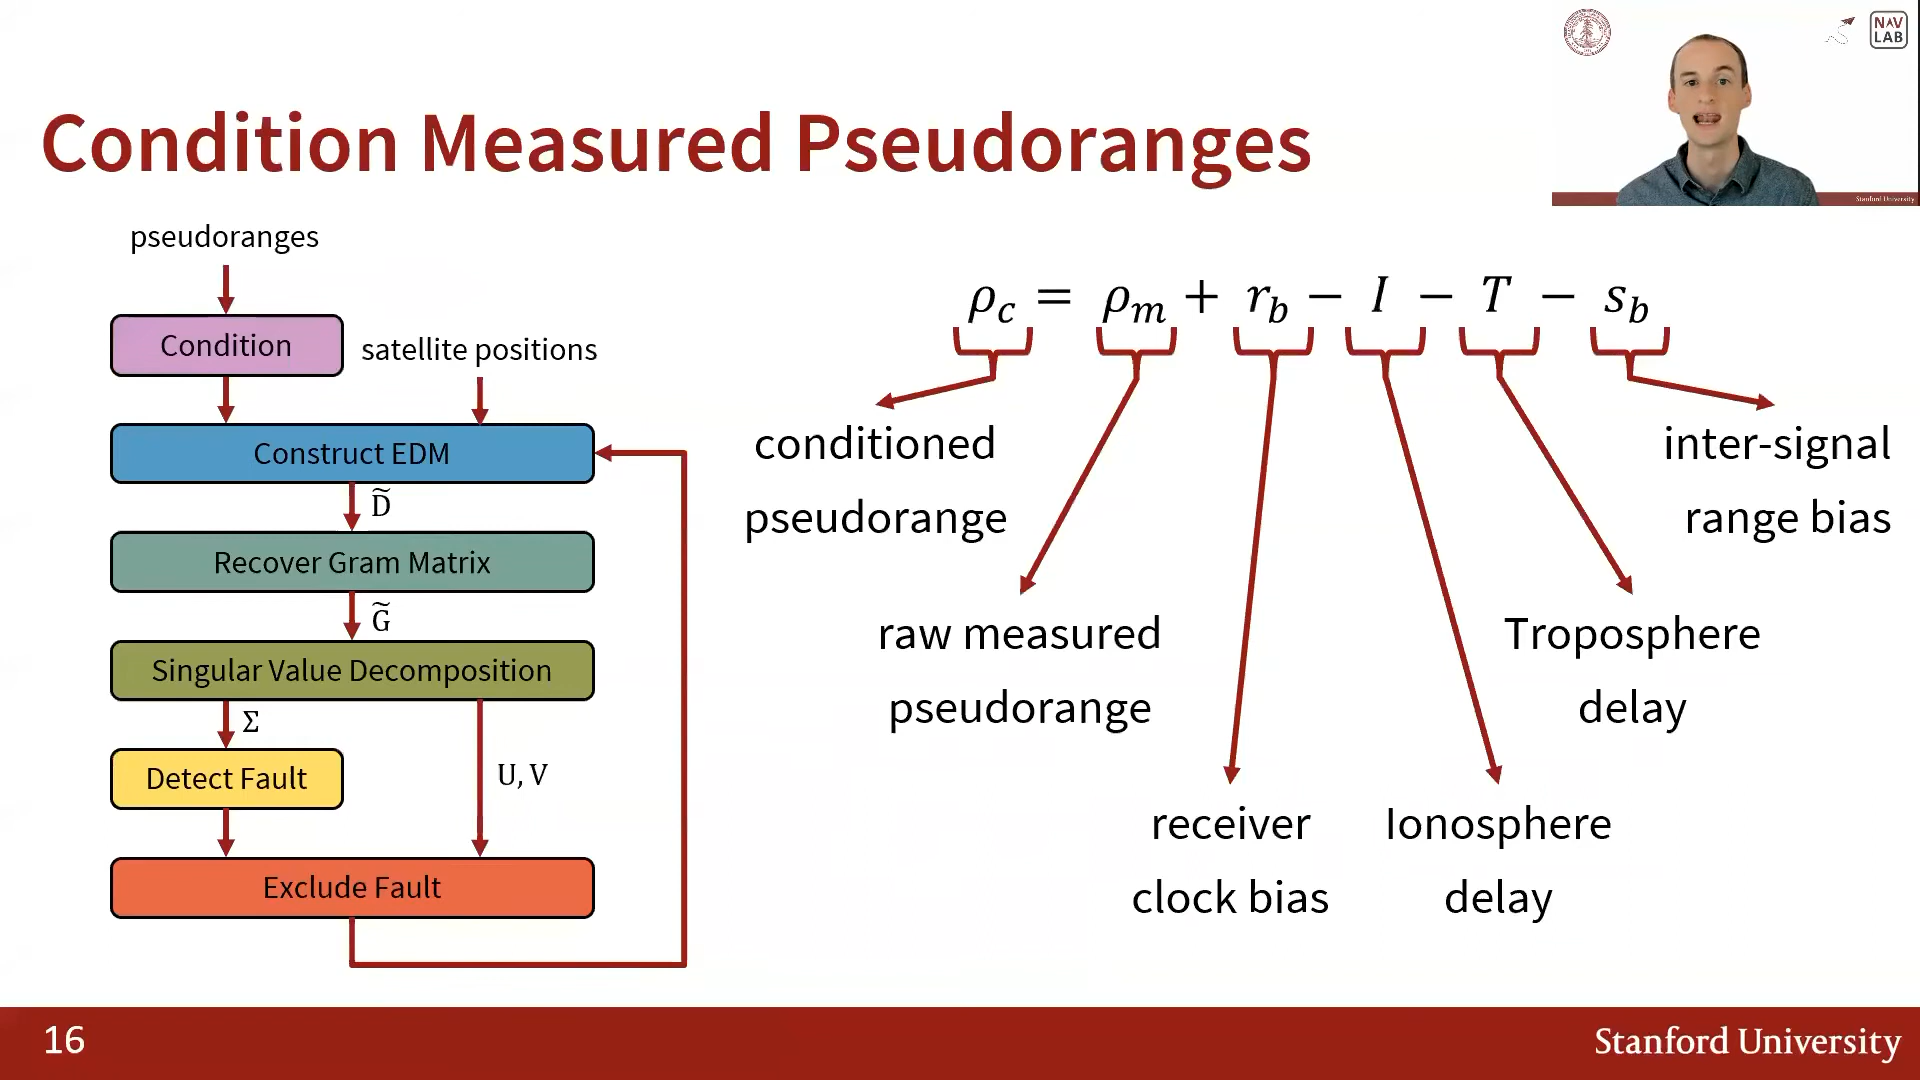 NAV
LAB
Stanford University
Condition Measured Pseudoranges
pseudoranges
Condition
satellite positions
Construct EDM
D̃
Recover Gram Matrix
G̃
Singular Value Decomposition
Σ
U, V
Detect Fault
Exclude Fault
ρc = ρm + rb − I − T − sb
conditioned
pseudorange
raw measured
pseudorange
receiver
clock bias
Ionosphere
delay
Troposphere
delay
inter-signal
range bias
16
Stanford University